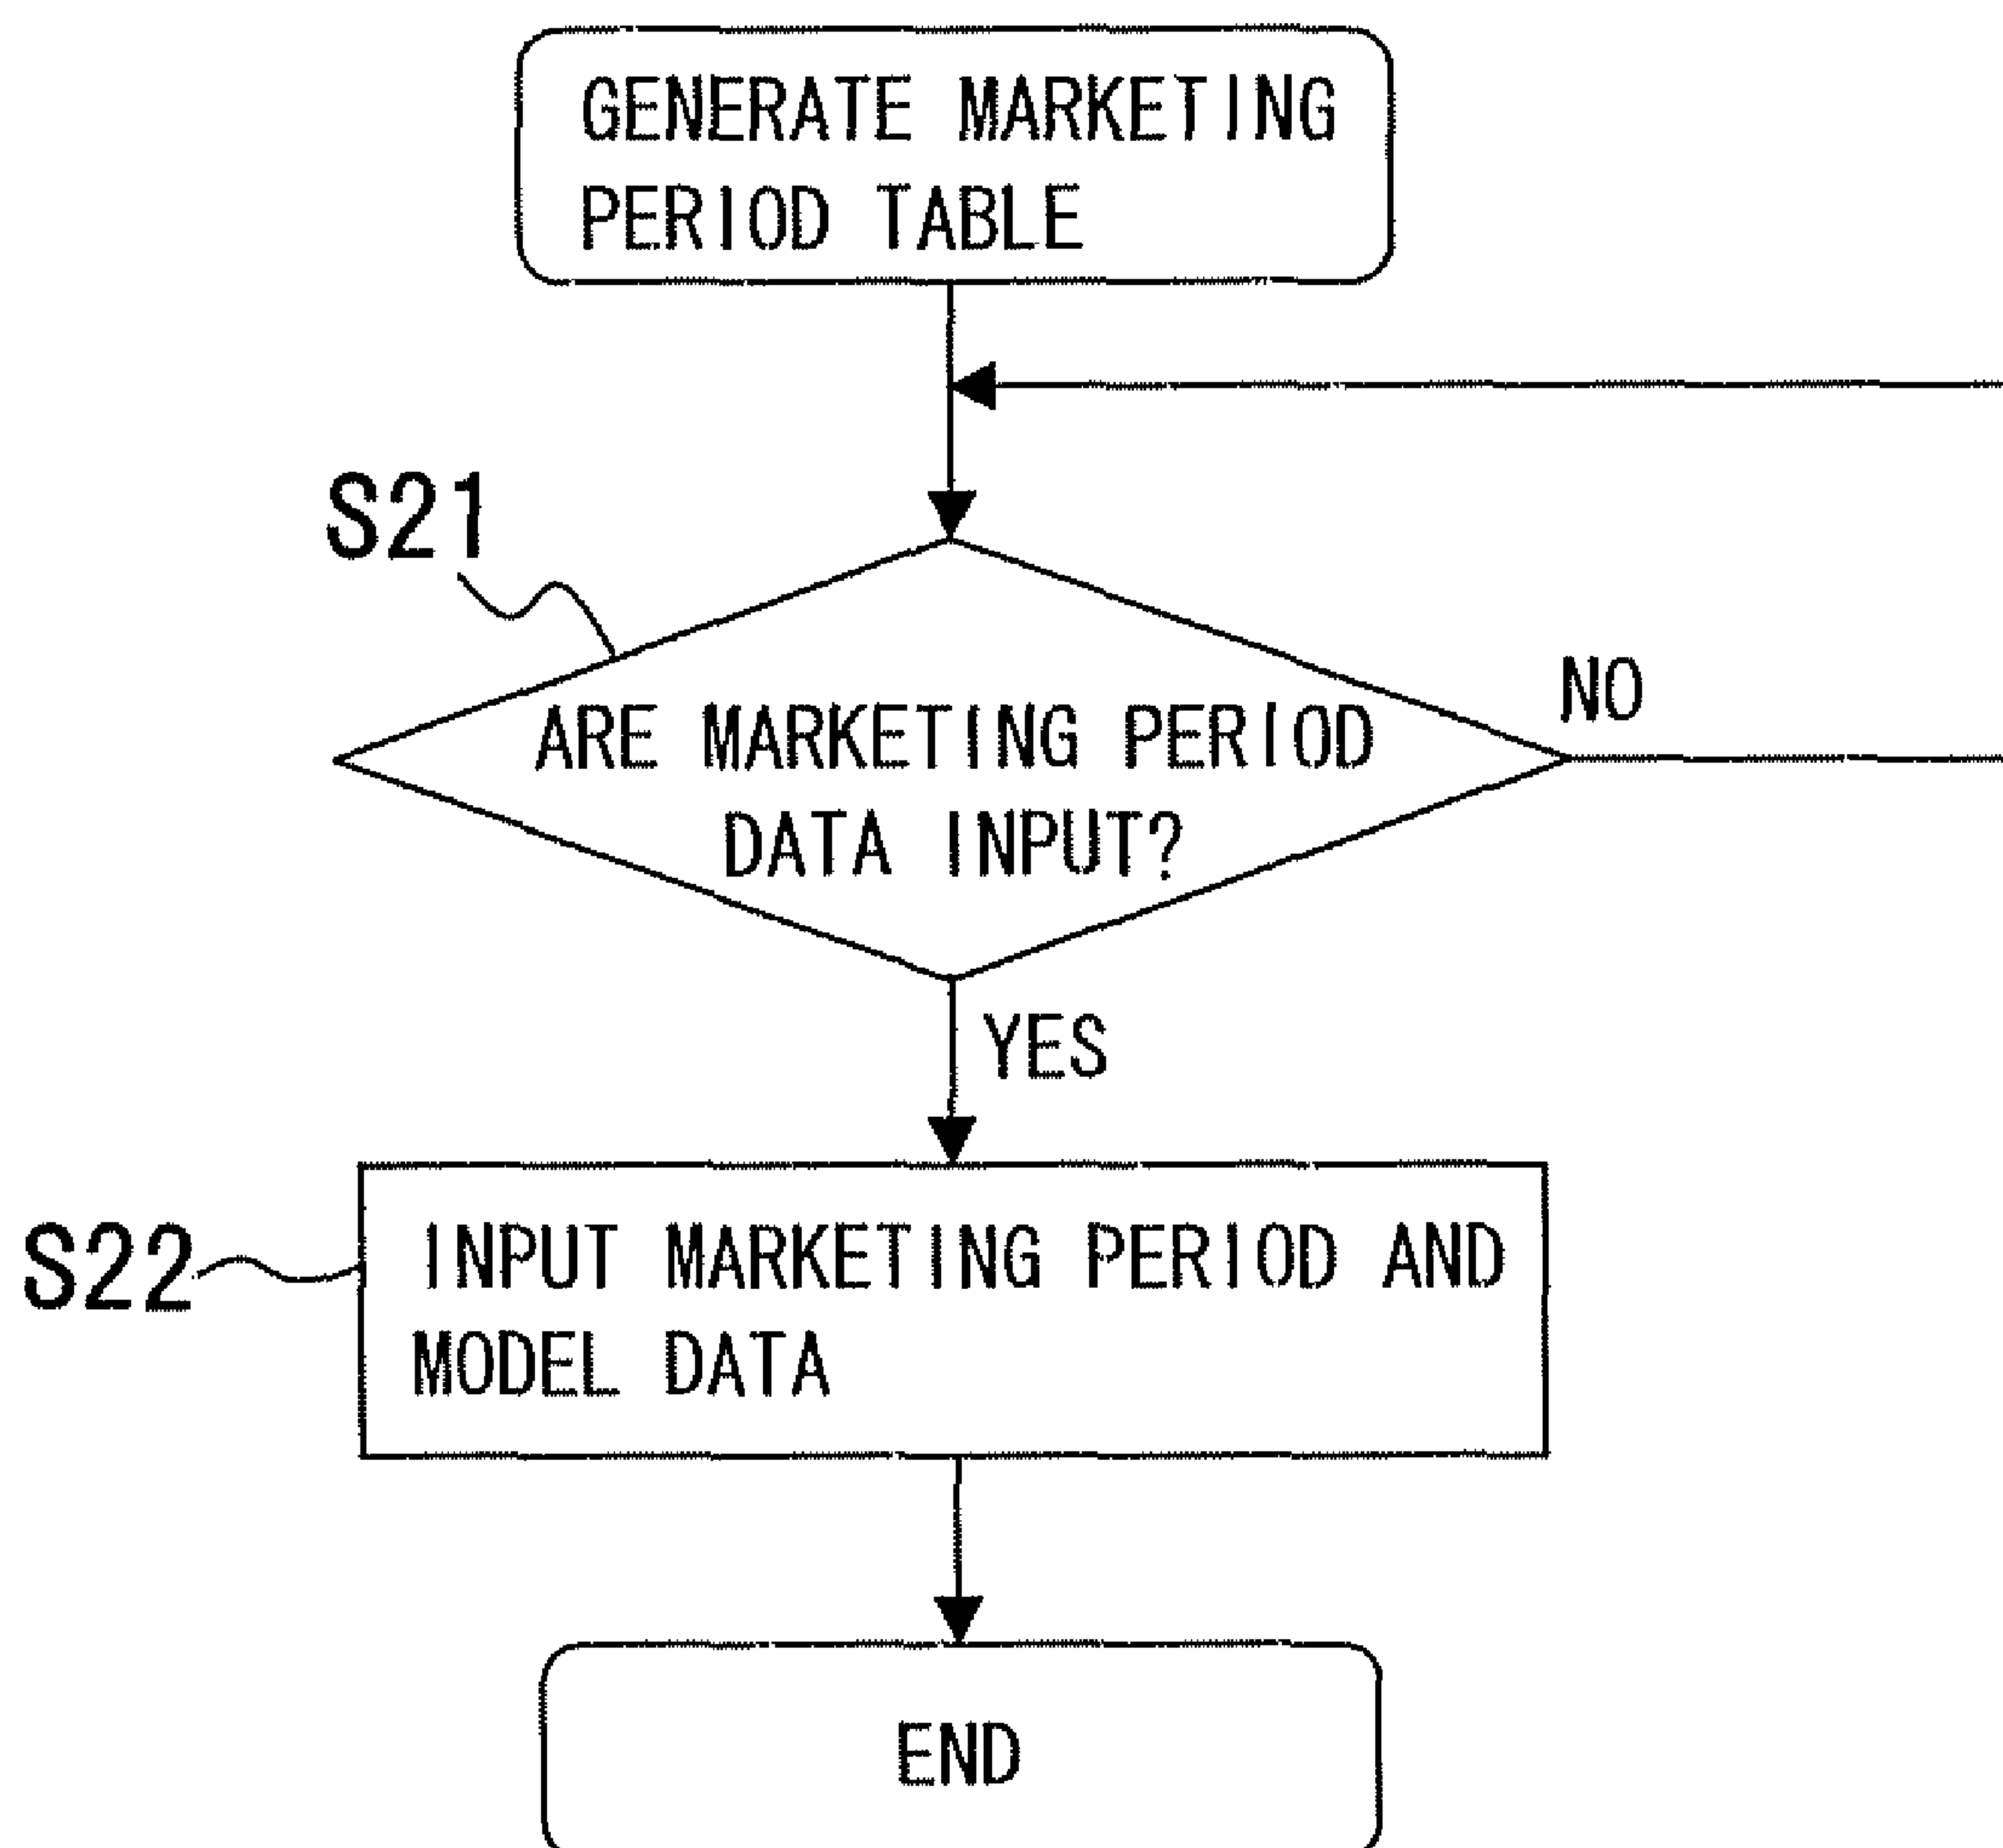 GENERATE MARKETING
PERIOD TABLE
S21
ARE MARKETING PERIOD
DATA INPUT?
NO
YES
S22
INPUT MARKETING PERIOD AND
MODEL DATA
END